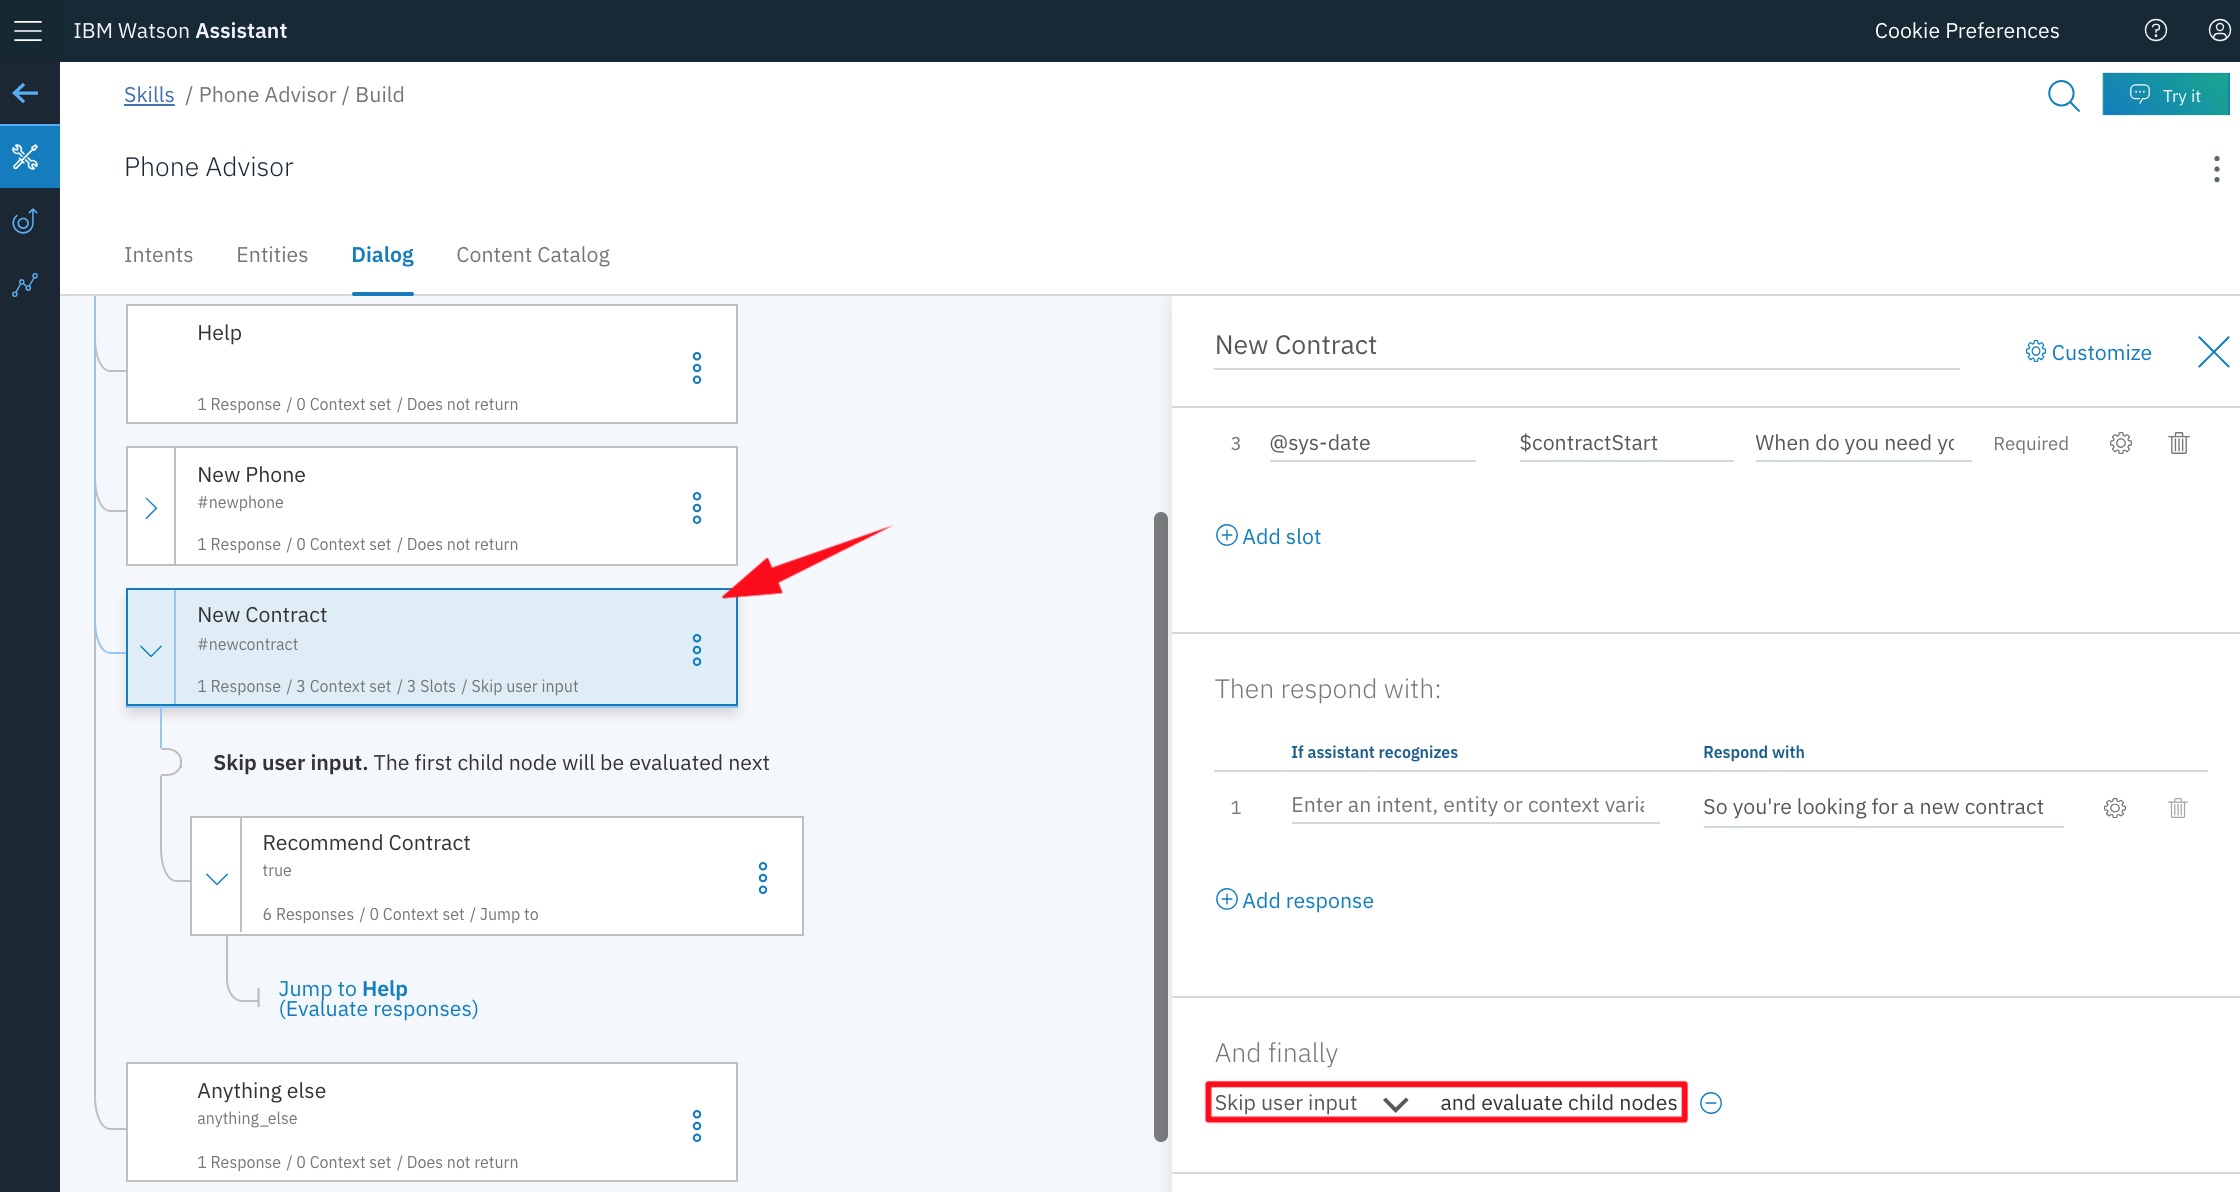 IBM Watson Assistant
Cookie Preferences
Skills / Phone Advisor / Build
Try it
Phone Advisor
Intents
Entities
Dialog
Content Catalog
Help
1 Response / 0 Context set / Does not return
New Phone
#newphone
1 Response / 0 Context set / Does not return
New Contract
#newcontract
1 Response / 3 Context set / 3 Slots / Skip user input
Skip user input. The first child node will be evaluated next
Recommend Contract
true
6 Responses / 0 Context set / Jump to
Jump to Help
(Evaluate responses)
Anything else
anything_else
1 Response / 0 Context set / Does not return
New Contract
Customize
3 @sys-date $contractStart When do you need yo Required
Add slot
Then respond with:
If assistant recognizes Respond with
1 Enter an intent, entity or context varia So you're looking for a new contract
Add response
And finally
Skip user input and evaluate child nodes